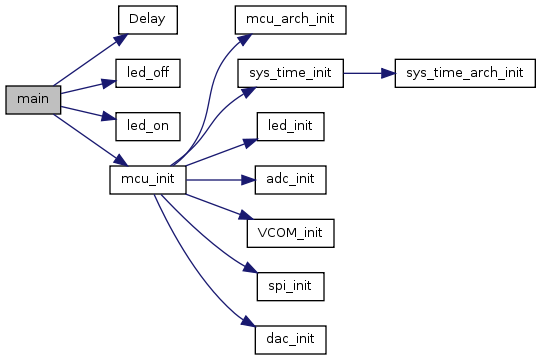 main
Delay
led_off
led_on
mcu_init
mcu_arch_init
sys_time_init
sys_time_arch_init
led_init
adc_init
VCOM_init
spi_init
dac_init